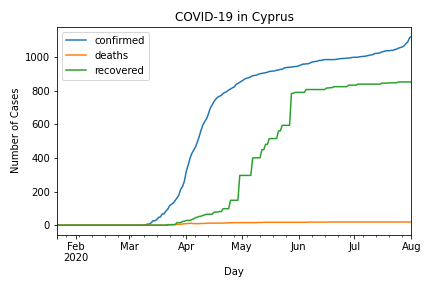 COVID-19 in Cyprus
confirmed
deaths
recovered
Number of Cases
1000
800
600
400
200
0
Feb
2020
Mar
Apr
May
Jun
Jul
Aug
Day